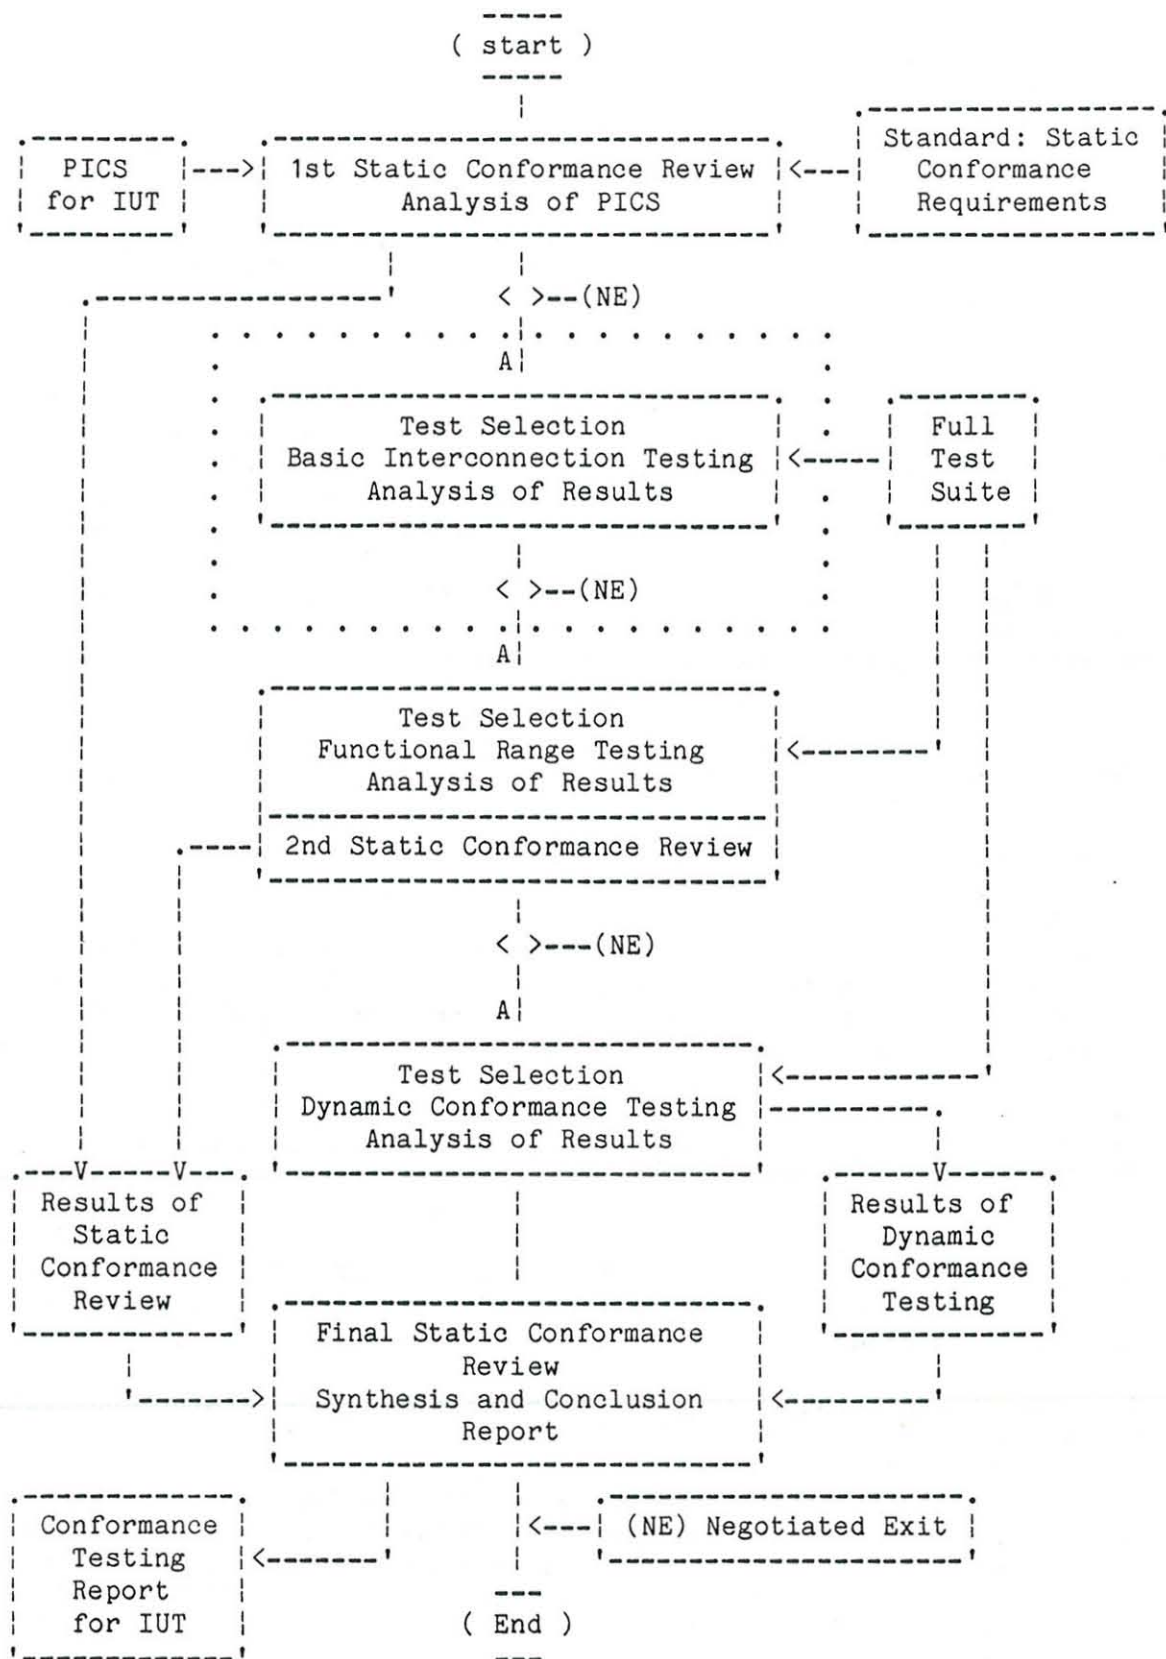 ( start )
PICS
for IUT
1st Static Conformance Review
Analysis of PICS
Standard: Static
Conformance
Requirements
< >--(NE)
A
Test Selection
Basic Interconnection Testing
Analysis of Results
Full
Test
Suite
< >--(NE)
A
Test Selection
Functional Range Testing
Analysis of Results
2nd Static Conformance Review
< >---(NE)
A
Test Selection
Dynamic Conformance Testing
Analysis of Results
Results of
Static
Conformance
Review
Results of
Dynamic
Conformance
Testing
Final Static Conformance
Review
Synthesis and Conclusion
Report
Conformance
Testing
Report
for IUT
(NE) Negotiated Exit
( End )